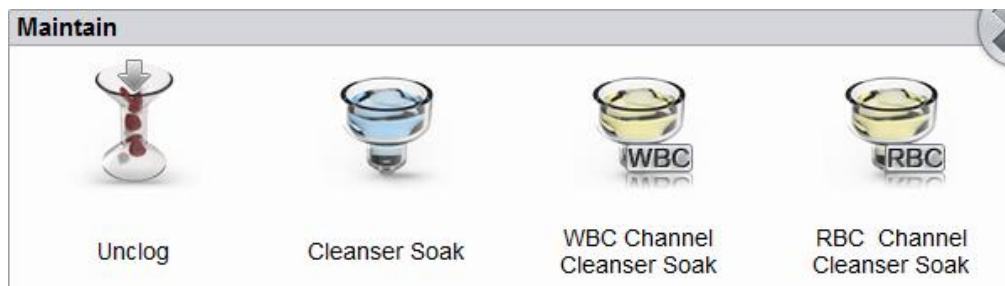 Maintain
WBC
RBC
Unclog
Cleanser Soak
WBC Channel
Cleanser Soak
RBC Channel
Cleanser Soak